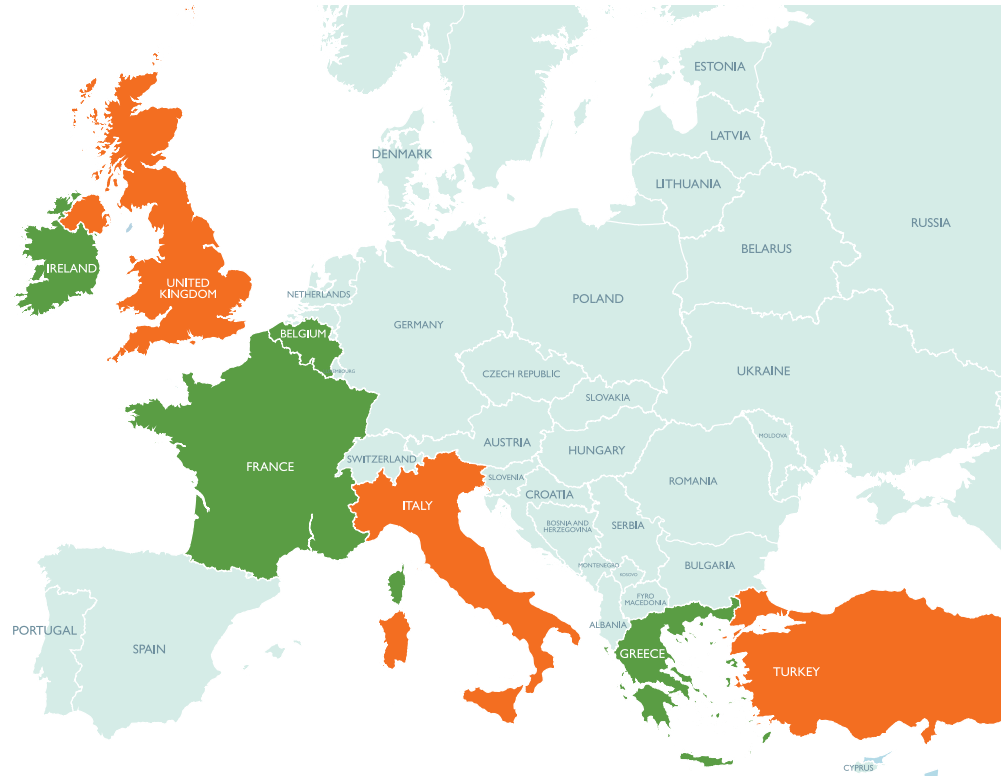 ESTONIA
LATVIA
DENMARK
LITHUANIA
RUSSIA
BELARUS
IRELAND
UNITED
KINGDOM
NETHERLANDS
POLAND
GERMANY
BELGIUM
UKRAINE
CZECH REPUBLIC
SLOVAKIA
MOLDOVA
AUSTRIA
HUNGARY
SWITZERLAND
FRANCE
SLOVENIA
ROMANIA
CROATIA
ITALY
BOSNIA AND
HERZEGOVINA
SERBIA
MONTENEGRO
BULGARIA
KOSOVO
FYRO
MACEDONIA
ALBANIA
PORTUGAL
SPAIN
GREECE
TURKEY
CYPRUS